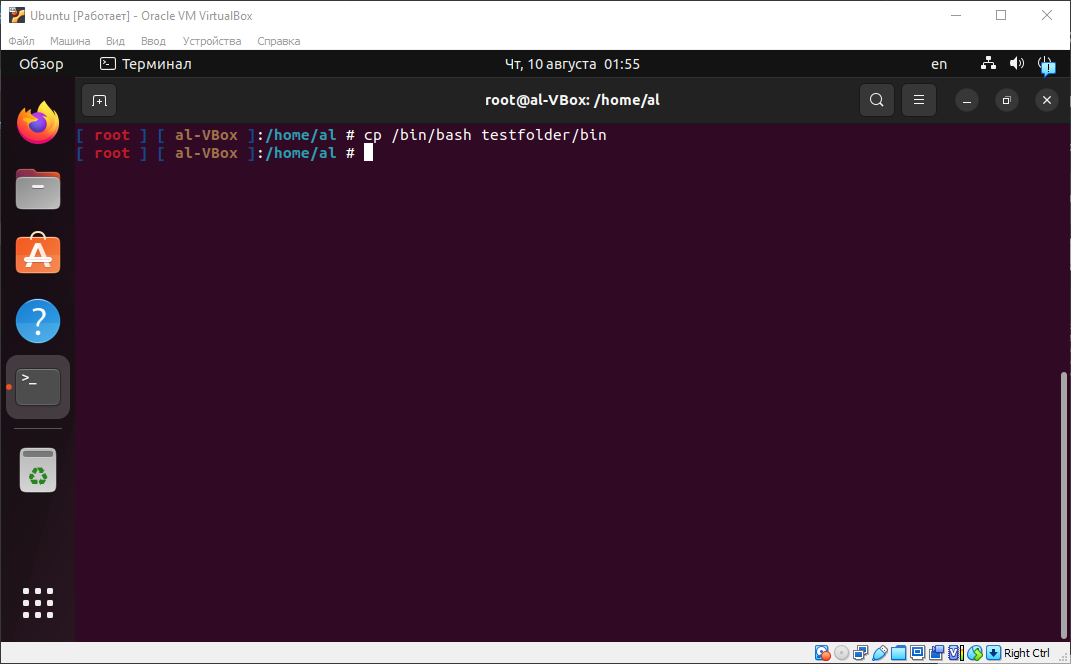 Ubuntu [Работает] - Oracle VM VirtualBox
Файл Машина Вид Ввод Устройства Справка
Обзор Терминал Чт, 10 августа 01:55 en
root@al-VBox: /home/al
[ root ] [ al-VBox ]:/home/al # cp /bin/bash testfolder/bin
[ root ] [ al-VBox ]:/home/al #
Right Ctrl